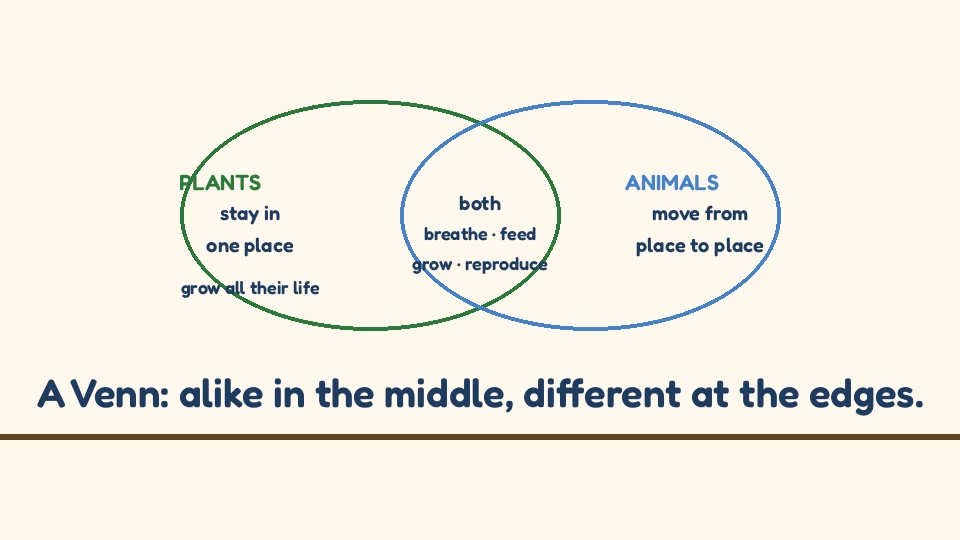 PLANTS
stay in
one place
grow all their life
both
breathe · feed
grow · reproduce
ANIMALS
move from
place to place
A Venn: alike in the middle, different at the edges.